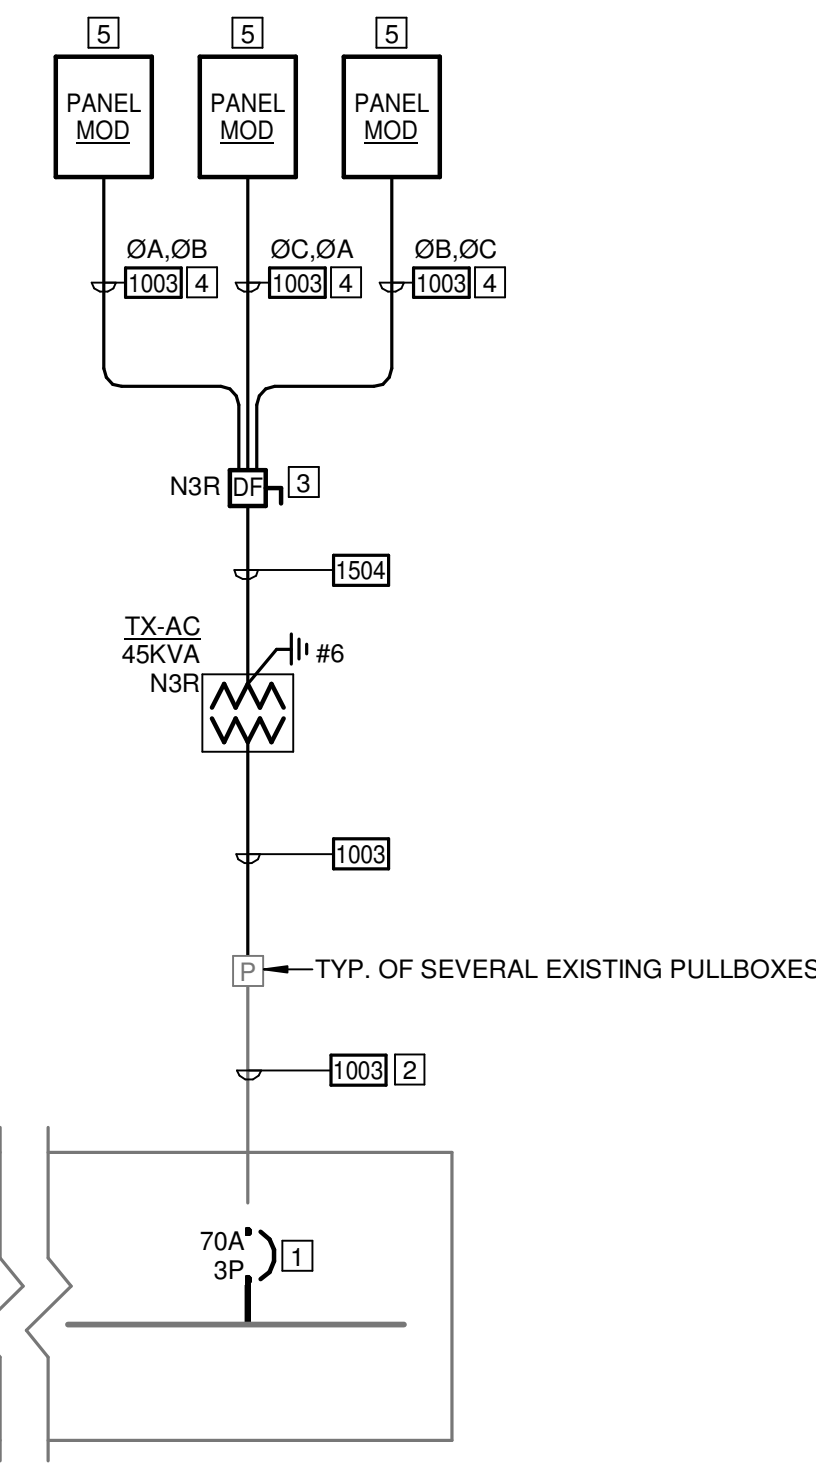 5
5
5
PANEL
MOD
PANEL
MOD
PANEL
MOD
ØA,ØB
1003 4
ØC,ØA
1003 4
ØB,ØC
1003 4
N3R DF 3
1504
TX-AC
45KVA
N3R
#6
1003
P TYP. OF SEVERAL EXISTING PULLBOXES
1003 2
70A
3P
1